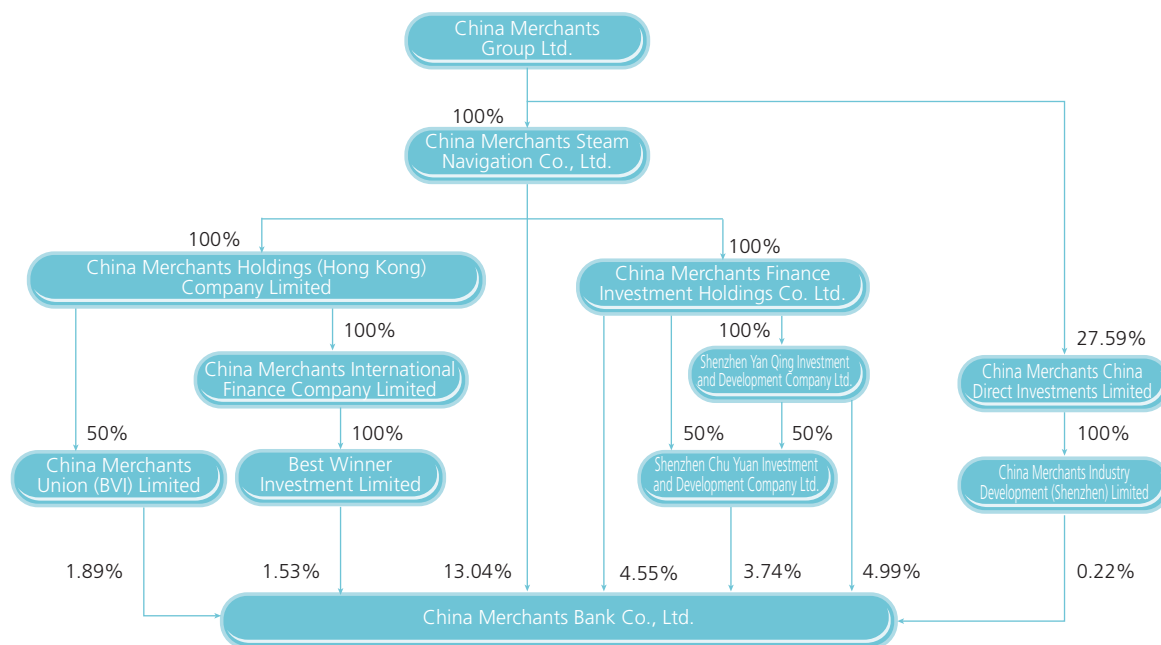 China Merchants
Group Ltd.
100%
China Merchants Steam
Navigation Co., Ltd.
100%
China Merchants Holdings (Hong Kong)
Company Limited
100%
China Merchants Finance
Investment Holdings Co. Ltd.
100%
China Merchants International
Finance Company Limited
100%
Shenzhen Yan Qing Investment
and Development Company Ltd.
27.59%
China Merchants China
Direct Investments Limited
50%
China Merchants
Union (BVI) Limited
100%
Best Winner
Investment Limited
50%
50%
Shenzhen Chu Yuan Investment
and Development Company Ltd.
100%
China Merchants Industry
Development (Shenzhen) Limited
1.89%
1.53%
13.04%
4.55%
3.74%
4.99%
0.22%
China Merchants Bank Co., Ltd.